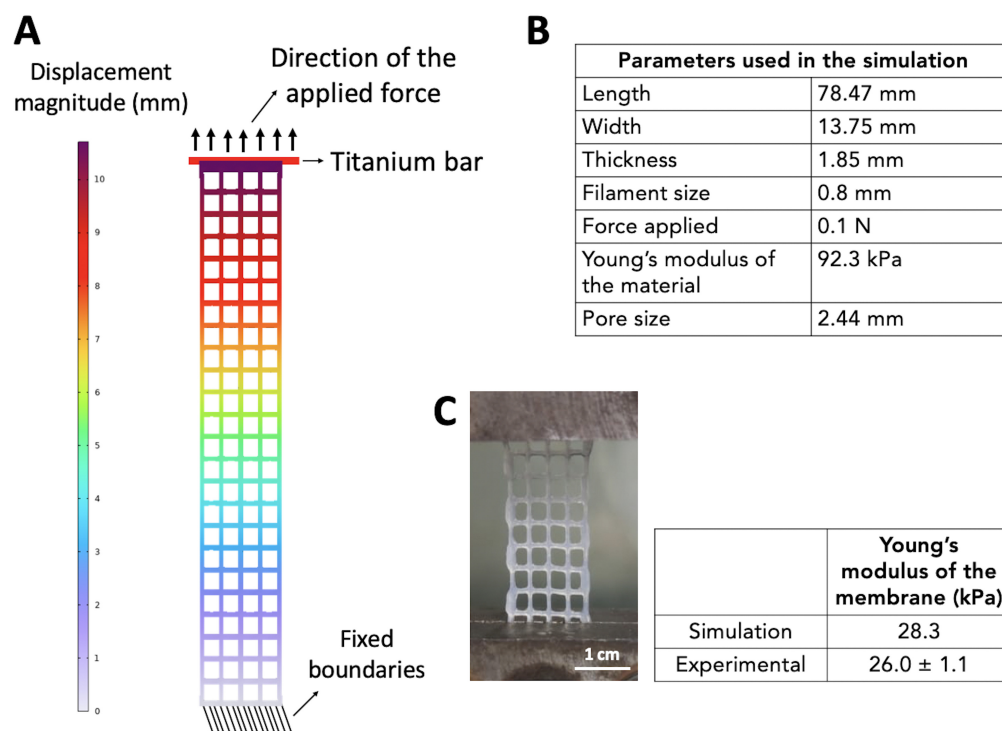 A
Displacement
magnitude (mm)
Direction of the
applied force
Titanium bar
10
9
8
7
6
5
4
3
2
1
0
Fixed
boundaries
B
Parameters used in the simulation
Length 78.47 mm
Width 13.75 mm
Thickness 1.85 mm
Filament size 0.8 mm
Force applied 0.1 N
Young's modulus of 92.3 kPa
the material
Pore size 2.44 mm
C
1 cm
Young's
modulus of the
membrane (kPa)
Simulation 28.3
Experimental 26.0 ± 1.1